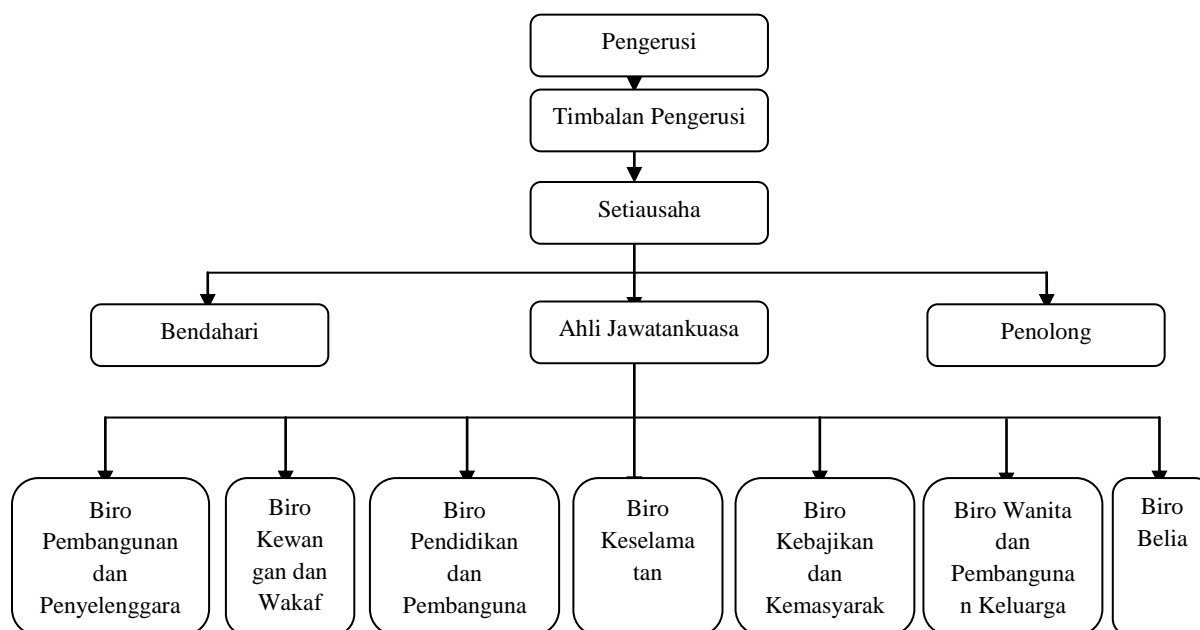 Pengerusi
Timbalan Pengerusi
Setiausaha
Bendahari
Ahli Jawatankuasa
Penolong
Biro
Pembangunan
dan
Penyelenggara
Biro
Kewan
gan dan
Wakaf
Biro
Pendidikan
dan
Pembanguna
Biro
Keselama
tan
Biro
Kebajikan
dan
Kemasyarak
Biro Wanita
dan
Pembanguna
n Keluarga
Biro
Belia